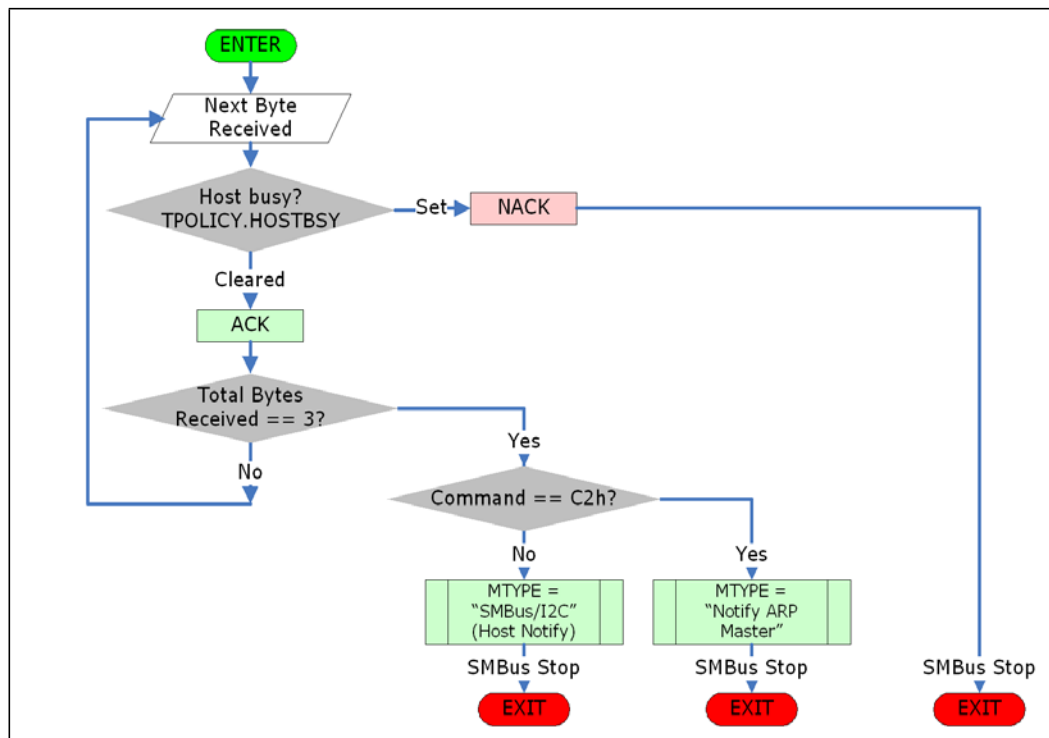 ENTER
Next Byte
Received
Host busy?
TPOLICY.HOSTBSY
Set
NACK
Cleared
ACK
Total Bytes
Received == 3?
Yes
No
Command == C2h?
No
Yes
MTYPE =
“SMBus/I2C”
(Host Notify)
MTYPE =
“Notify ARP
Master”
SMBus Stop
SMBus Stop
SMBus Stop
EXIT
EXIT
EXIT